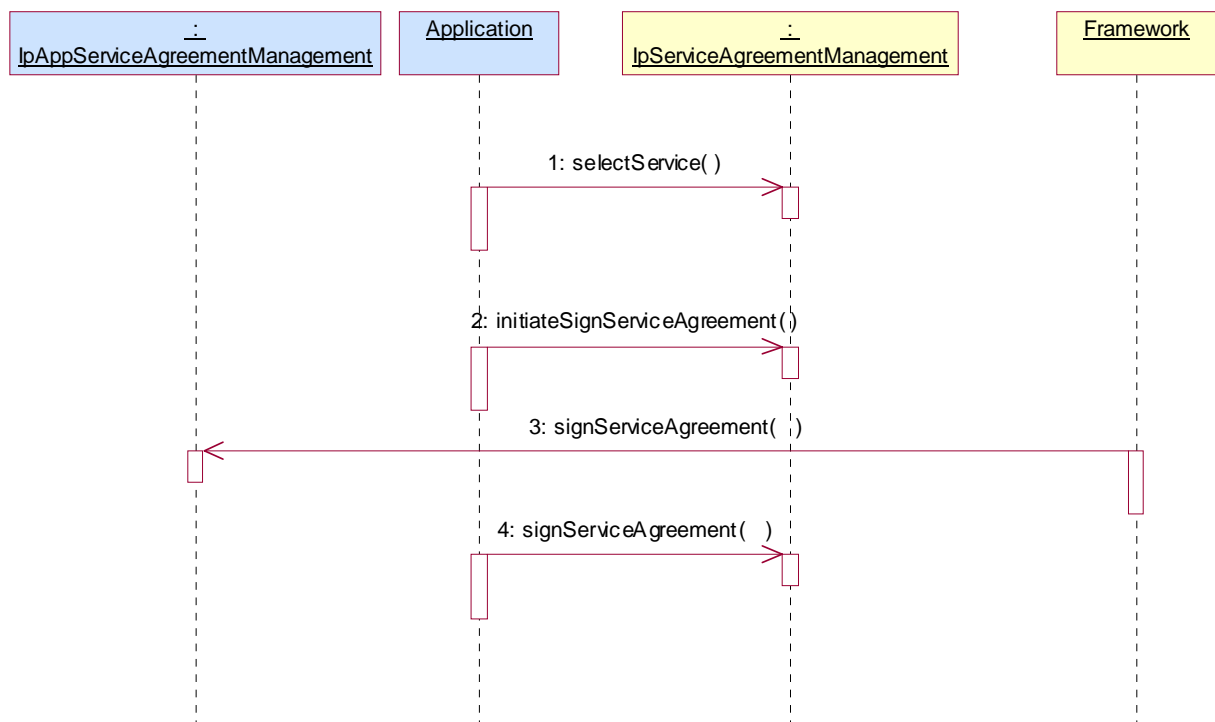 :
IpAppServiceAgreementManagement
Application
:
IpServiceAgreementManagement
Framework
1: selectService( )
2: initiateSignServiceAgreement( )
3: signServiceAgreement( )
4: signServiceAgreement( )